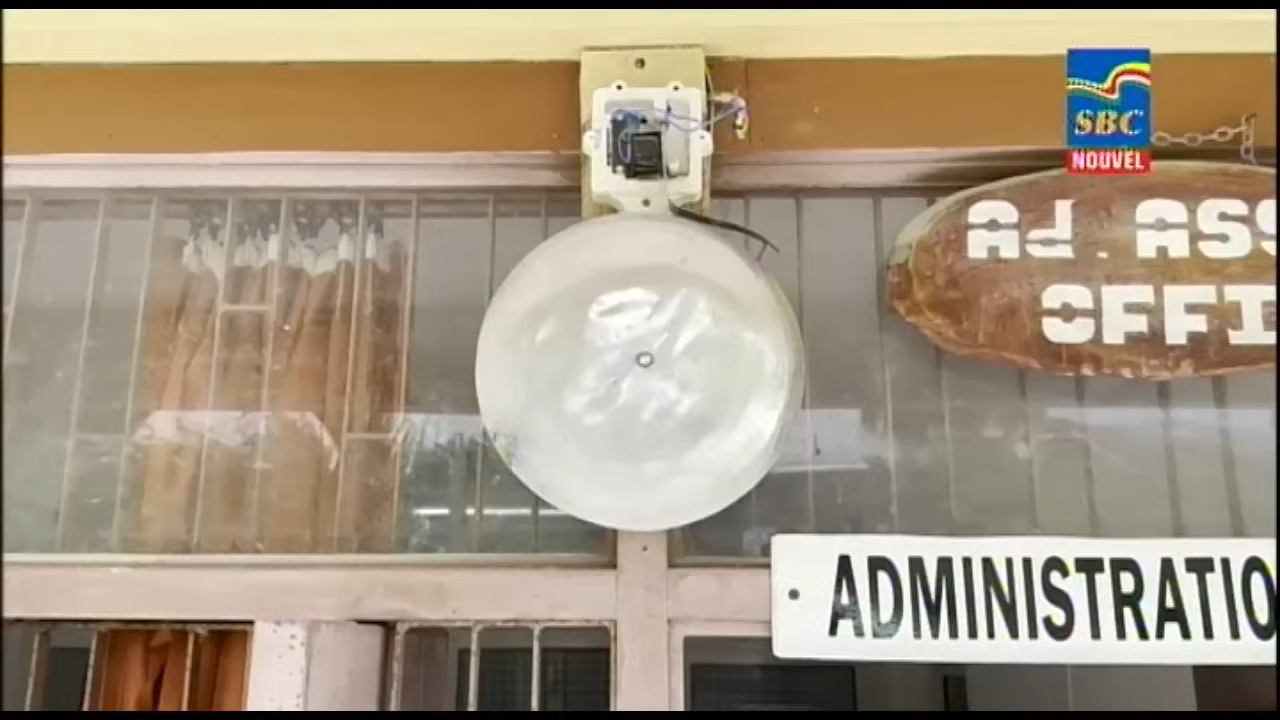 SBC
NOUVEL
AD. ASS
OFFI
ADMINISTRATIO